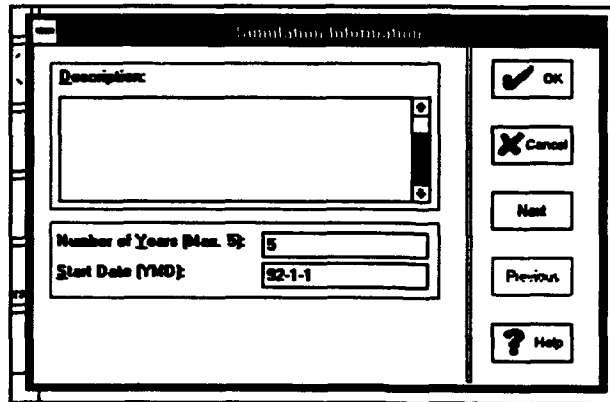 Simulation Information
Description:
OK
Cancel
Next
Previous
Help
Number of Years (Max. 5): 5
Start Date (YMD): 92-1-1